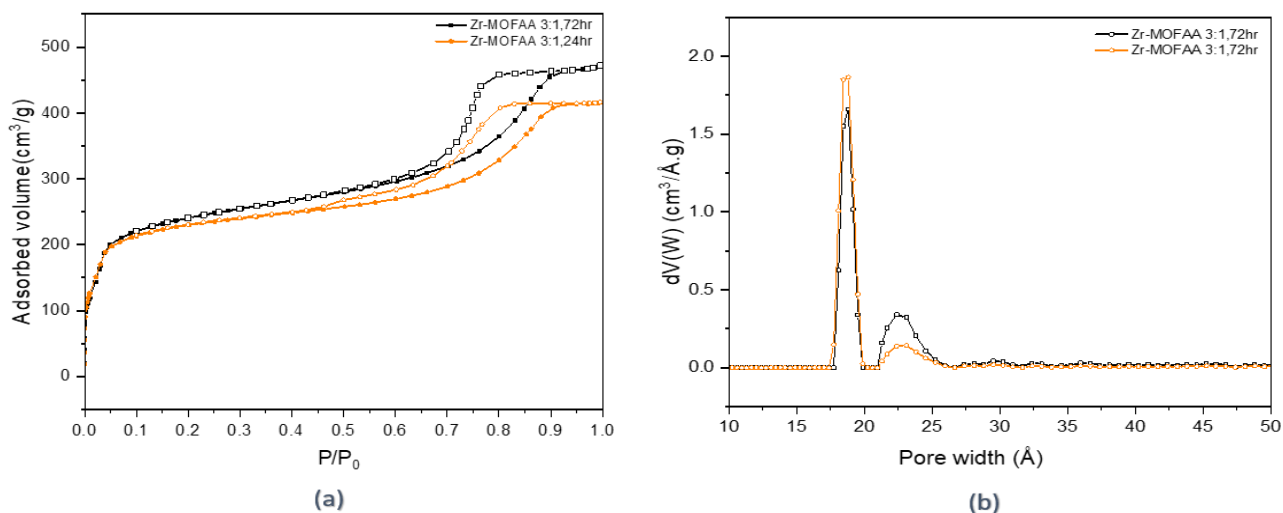 Zr-MOFAA 3:1,72hr
Zr-MOFAA 3:1,24hr
Adsorbed volume(cm³/g)
500
400
300
200
100
0
0.0 0.1 0.2 0.3 0.4 0.5 0.6 0.7 0.8 0.9 1.0
P/P₀
(a)
Zr-MOFAA 3:1,72hr
Zr-MOFAA 3:1,72hr
dV(W) (cm³/Å.g)
2.0
1.5
1.0
0.5
0.0
10 15 20 25 30 35 40 45 50
Pore width (Å)
(b)